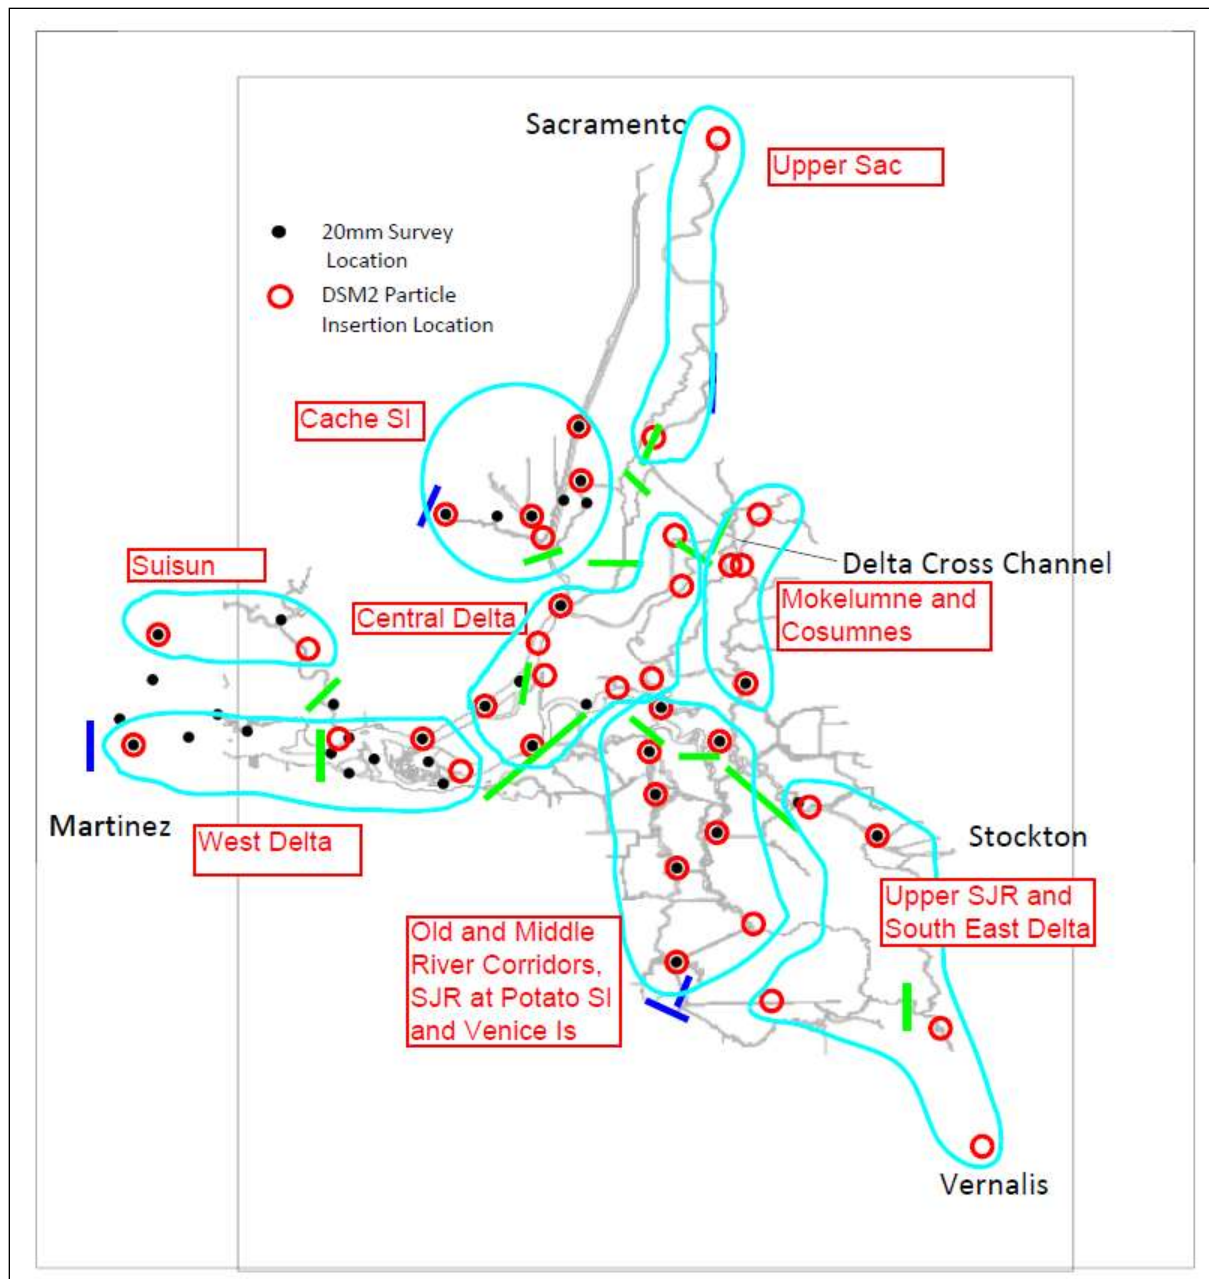 Sacramento
Upper Sac
20mm Survey
Location
DSM2 Particle
Insertion Location
Cache Sl
Delta Cross Channel
Suisun
Mokelumne and
Cosumnes
Central Delta
Martinez
West Delta
Stockton
Upper SJR and
South East Delta
Old and Middle
River Corridors,
SJR at Potato Sl
and Venice Is
Vernalis